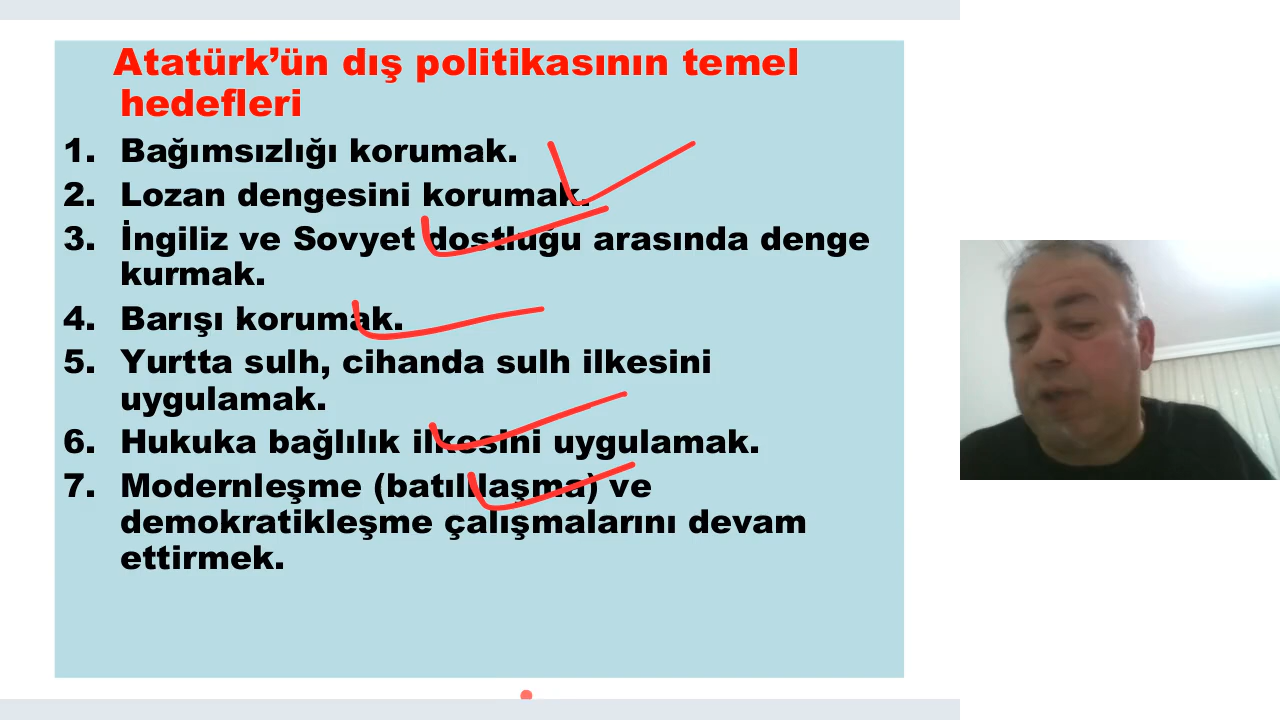 Atatürk’ün dış politikasının temel
hedefleri
1. Bağımsızlığı korumak.
2. Lozan dengesini korumak.
3. İngiliz ve Sovyet dostluğu arasında denge
kurmak.
4. Barışı korumak.
5. Yurtta sulh, cihanda sulh ilkesini
uygulamak.
6. Hukuka bağlılık ilkesini uygulamak.
7. Modernleşme (batılılaşma) ve
demokratikleşme çalışmalarını devam
ettirmek.